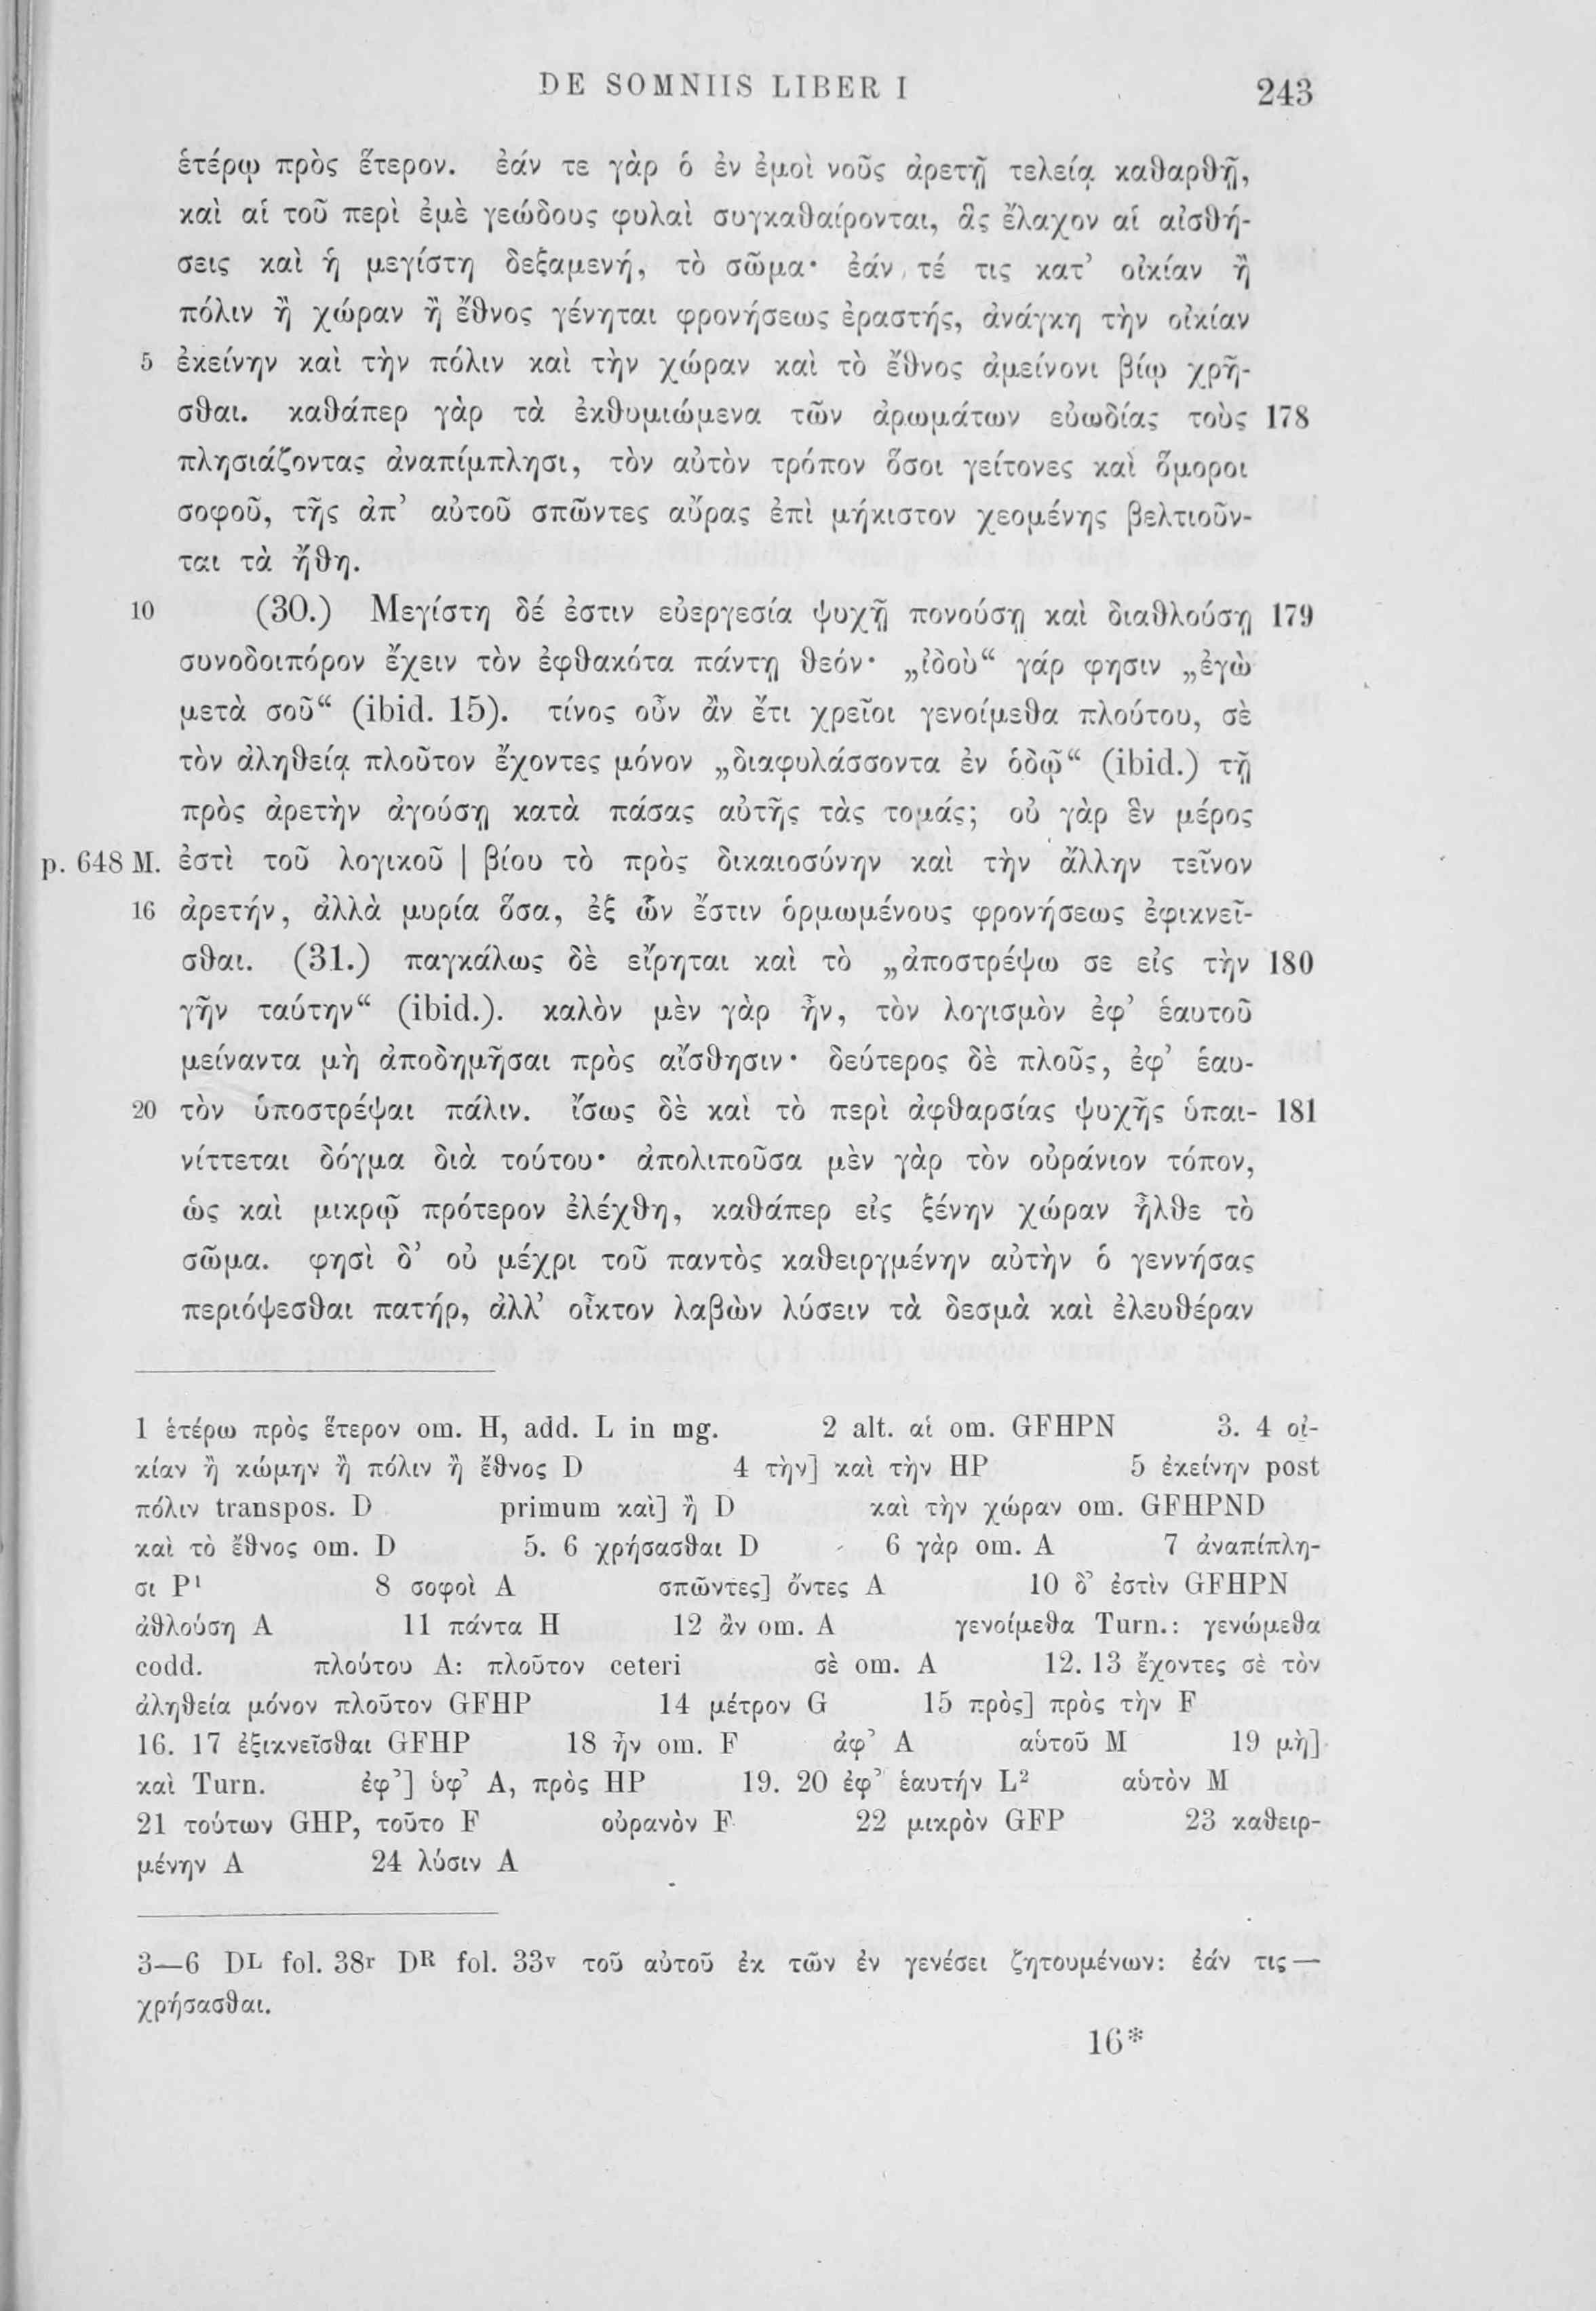 DE SOMNIIS LIBER I 243
ἑτέρῳ πρὸς ἕτερον. ἐάν τε γὰρ ὁ ἐν ἐμοὶ νοῦς ἀρετῇ τελείᾳ καθαρθῇ,
καὶ αἱ τοῦ περὶ ἐμὲ γεώδους φυλαὶ συγκαθαίρονται, ἃς ἔλαχον αἱ αἰσθή-
σεις καὶ ἡ μεγίστη δεξαμενή, τὸ σῶμα· ἐάν τέ τις κατ’ οἰκίαν ἢ
πόλιν ἢ χώραν ἢ ἔθνος γένηται φρονήσεως ἐραστής, ἀνάγκη τὴν οἰκίαν
5 ἐκείνην καὶ τὴν πόλιν καὶ τὴν χώραν καὶ τὸ ἔθνος ἀμείνονι βίῳ χρῆ-
σθαι. καθάπερ γὰρ τὰ ἐκθυμιώμενα τῶν ἀρωμάτων εὐωδίας τοὺς 178
πλησιάζοντας ἀναπίμπλησι, τὸν αὐτὸν τρόπον ὅσοι γείτονες καὶ ὅμοροι
σοφοῦ, τῆς ἀπ’ αὐτοῦ σπῶντες αὔρας ἐπὶ μήκιστον χεομένης βελτιοῦν-
ται τὰ ἤθη.
10 (30.) Μεγίστη δέ ἐστιν εὐεργεσία ψυχῇ πονούσῃ καὶ διαθλούσῃ 179
συνοδοιπόρον ἔχειν τὸν ἐφθακότα πάντῃ θεόν· „ἰδοὺ“ γάρ φησιν „ἐγὼ
μετὰ σοῦ“ (ibid. 15). τίνος οὖν ἂν ἔτι χρεῖοι γενοίμεθα πλούτου, σὲ
τὸν ἀληθείᾳ πλοῦτον ἔχοντες μόνον „διαφυλάσσοντα ἐν ὁδῷ“ (ibid.) τῇ
πρὸς ἀρετὴν ἀγούσῃ κατὰ πάσας αὐτῆς τὰς τομάς; οὐ γὰρ ἓν μέρος
p. 648 M. ἐστὶ τοῦ λογικοῦ | βίου τὸ πρὸς δικαιοσύνην καὶ τὴν ἄλλην τεῖνον
16 ἀρετήν, ἀλλὰ μυρία ὅσα, ἐξ ὧν ἔστιν ὁρμωμένους φρονήσεως ἐφικνεῖ-
σθαι. (31.) παγκάλως δὲ εἴρηται καὶ τὸ „ἀποστρέψω σε εἰς τὴν 180
γῆν ταύτην“ (ibid.). καλὸν μὲν γὰρ ἦν, τὸν λογισμὸν ἐφ’ ἑαυτοῦ
μείναντα μὴ ἀποδημῆσαι πρὸς αἴσθησιν· δεύτερος δὲ πλοῦς, ἐφ’ ἑαυ-
20 τὸν ὑποστρέψαι πάλιν. ἴσως δὲ καὶ τὸ περὶ ἀφθαρσίας ψυχῆς ὑπαι- 181
νίττεται δόγμα διὰ τούτου· ἀπολιποῦσα μὲν γὰρ τὸν οὐράνιον τόπον,
ὡς καὶ μικρῷ πρότερον ἐλέχθη, καθάπερ εἰς ξένην χώραν ἦλθε τὸ
σῶμα. φησὶ δ’ οὐ μέχρι τοῦ παντὸς καθειργμένην αὐτὴν ὁ γεννήσας
περιόψεσθαι πατήρ, ἀλλ’ οἶκτον λαβὼν λύσειν τὰ δεσμὰ καὶ ἐλευθέραν
1 ἑτέρω πρὸς ἕτερον om. H, add. L in mg. 2 alt. αἱ om. GFHPN 3. 4 οἰ-
κίαν ἢ κώμην ἢ πόλιν ἢ ἔθνος D 4 τὴν] καὶ τὴν HP 5 ἐκείνην post
πόλιν transpos. D primum καὶ] ἢ D καὶ τὴν χώραν om. GFHPND
καὶ τὸ ἔθνος om. D 5. 6 χρήσασθαι D 6 γὰρ om. A 7 ἀναπίπλη-
σι P¹ 8 σοφοὶ A σπῶντες] ὄντες A 10 δ’ ἐστὶν GFHPN
ἀθλούση A 11 πάντα H 12 ἂν om. A γενοίμεθα Turn.: γενώμεθα
codd. πλούτου A: πλοῦτον ceteri σὲ om. A 12. 13 ἔχοντες σὲ τὸν
ἀληθεία μόνον πλοῦτον GFHP 14 μέτρον G 15 πρὸς] πρὸς τὴν F
16. 17 ἐξικνεῖσθαι GFHP 18 ἦν om. F ἀφ’ A αὑτοῦ M 19 μὴ]
καὶ Turn. ἐφ’] ὑφ’ A, πρὸς HP 19. 20 ἐφ’ ἑαυτήν L² αὑτὸν M
21 τούτων GHP, τοῦτο F οὐρανὸν F 22 μικρὸν GFP 23 καθειρ-
μένην A 24 λύσιν A
3—6 Dᴸ fol. 38ʳ Dᴿ fol. 33ᵛ τοῦ αὐτοῦ ἐκ τῶν ἐν γενέσει ζητουμένων: ἐάν τις —
χρήσασθαι.
16*